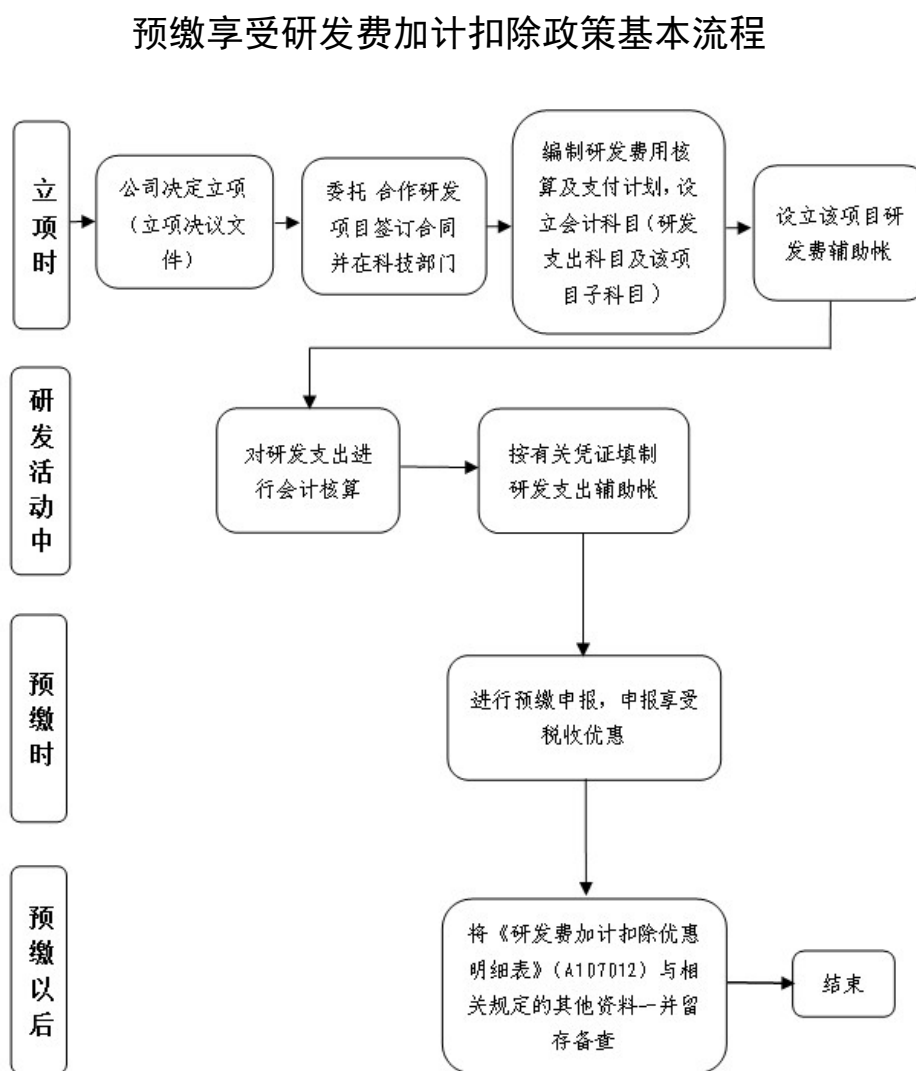 预缴享受研发费加计扣除政策基本流程
立项时
公司决定立项
（立项决议文
件）
委托 合作研发
项目签订合同
并在科技部门
编制研发费用核
算及支付计划，设
立会计科目（研发
支出科目及该项
目子科目）
设立该项目研
发费辅助帐
研发活动中
对研发支出进
行会计核算
按有关凭证填制
研发支出辅助帐
预缴时
进行预缴申报，申报享受
税收优惠
预缴以后
将《研发费加计扣除优惠
明细表》（A107012）与相
关规定的其他资料一并留
存备查
结束